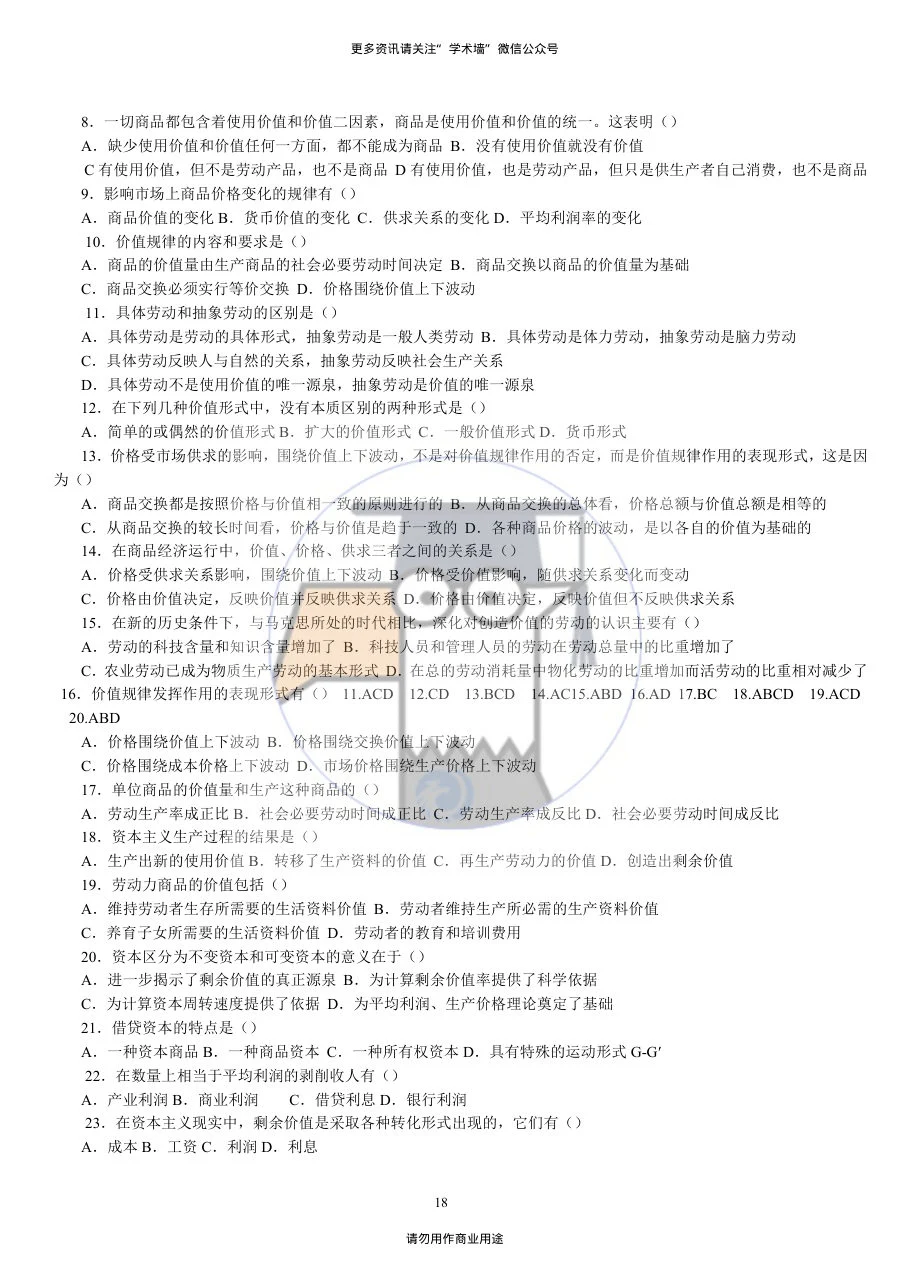 更多资讯请关注“学术墙”微信公众号
8．一切商品都包含着使用价值和价值二因素，商品是使用价值和价值的统一。这表明（）
A．缺少使用价值和价值任何一方面，都不能成为商品 B．没有使用价值就没有价值
C 有使用价值，但不是劳动产品，也不是商品 D 有使用价值，也是劳动产品，但只是供生产者自己消费，也不是商品
9．影响市场上商品价格变化的规律有（）
A．商品价值的变化 B．货币价值的变化 C．供求关系的变化 D．平均利润率的变化
10．价值规律的内容和要求是（）
A．商品的价值量由生产商品的社会必要劳动时间决定 B．商品交换以商品的价值量为基础
C．商品交换必须实行等价交换 D．价格围绕价值上下波动
11．具体劳动和抽象劳动的区别是（）
A．具体劳动是劳动的具体形式，抽象劳动是一般人类劳动 B．具体劳动是体力劳动，抽象劳动是脑力劳动
C．具体劳动反映人与自然的关系，抽象劳动反映社会生产关系
D．具体劳动不是使用价值的唯一源泉，抽象劳动是价值的唯一源泉
12．在下列几种价值形式中，没有本质区别的两种形式是（）
A．简单的或偶然的价值形式 B．扩大的价值形式 C．一般价值形式 D．货币形式
13．价格受市场供求的影响，围绕价值上下波动，不是对价值规律作用的否定，而是价值规律作用的表现形式，这是因
为（）
A．商品交换都是按照价格与价值相一致的原则进行的 B．从商品交换的总体看，价格总额与价值总额是相等的
C．从商品交换的较长时间看，价格与价值是趋于一致的 D．各种商品价格的波动，是以各自的价值为基础的
14．在商品经济运行中，价值、价格、供求三者之间的关系是（）
A．价格受供求关系影响，围绕价值上下波动 B．价格受价值影响，随供求关系变化而变动
C．价格由价值决定，反映价值并反映供求关系 D．价格由价值决定，反映价值但不反映供求关系
15．在新的历史条件下，与马克思所处的时代相比，深化对创造价值的劳动的认识主要有（）
A．劳动的科技含量和知识含量增加了 B．科技人员和管理人员的劳动在劳动总量中的比重增加了
C．农业劳动已成为物质生产劳动的基本形式 D．在总的劳动消耗量中物化劳动的比重增加而活劳动的比重相对减少了
16．价值规律发挥作用的表现形式有（） 11.ACD 12.CD 13.BCD 14.AC15.ABD 16.AD 17.BC 18.ABCD 19.ACD
20.ABD
A．价格围绕价值上下波动 B．价格围绕交换价值上下波动
C．价格围绕成本价格上下波动 D．市场价格围绕生产价格上下波动
17．单位商品的价值量和生产这种商品的（）
A．劳动生产率成正比 B．社会必要劳动时间成正比 C．劳动生产率成反比 D．社会必要劳动时间成反比
18．资本主义生产过程的结果是（）
A．生产出新的使用价值 B．转移了生产资料的价值 C．再生产劳动力的价值 D．创造出剩余价值
19．劳动力商品的价值包括（）
A．维持劳动者生存所需要的生活资料价值 B．劳动者维持生产所必需的生产资料价值
C．养育子女所需要的生活资料价值 D．劳动者的教育和培训费用
20．资本区分为不变资本和可变资本的意义在于（）
A．进一步揭示了剩余价值的真正源泉 B．为计算剩余价值率提供了科学依据
C．为计算资本周转速度提供了依据 D．为平均利润、生产价格理论奠定了基础
21．借贷资本的特点是（）
A．一种资本商品 B．一种商品资本 C．一种所有权资本 D．具有特殊的运动形式 G-G′
22．在数量上相当于平均利润的剥削收人有（）
A．产业利润 B．商业利润 C．借贷利息 D．银行利润
23．在资本主义现实中，剩余价值是采取各种转化形式出现的，它们有（）
A．成本 B．工资 C．利润 D．利息
18
请勿用作商业用途